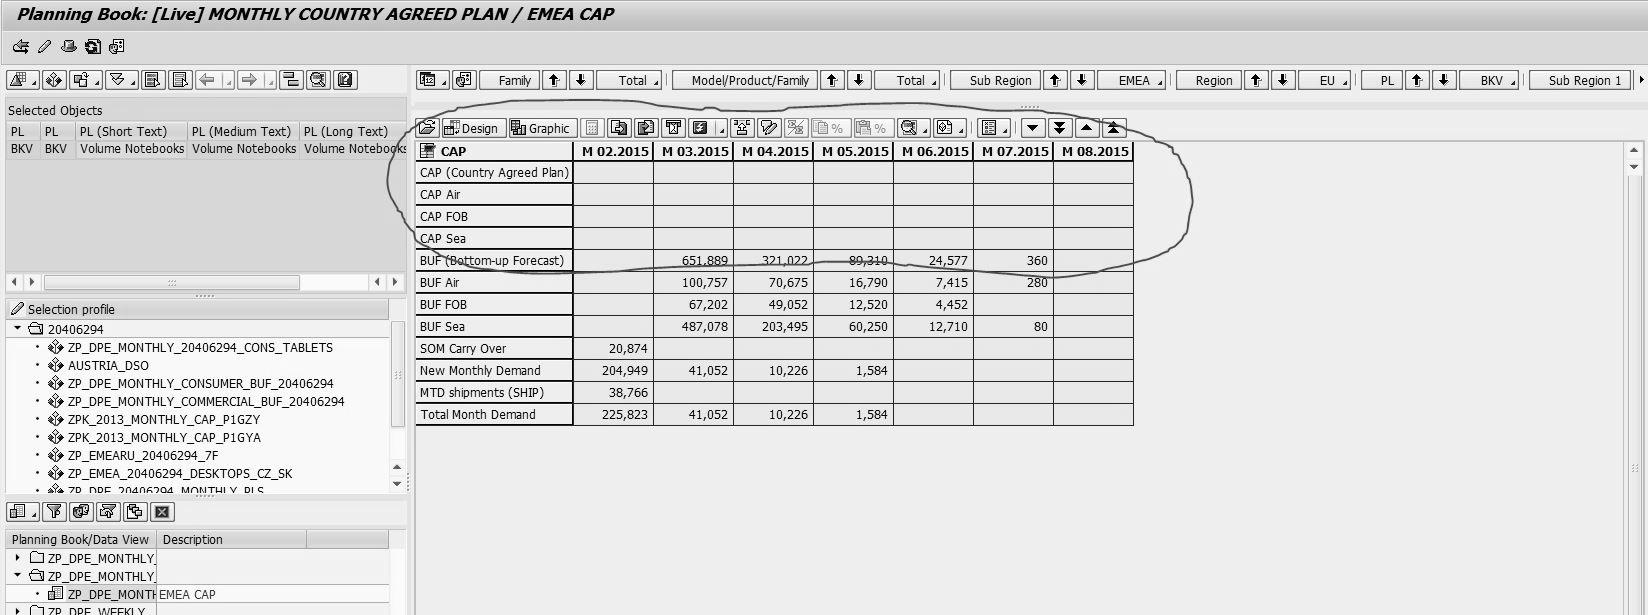 Planning Book: [Live] MONTHLY COUNTRY AGREED PLAN / EMEA CAP
Family Total Model/Product/Family Total Sub Region EMEA Region EU PL BKV Sub Region 1
Selected Objects
PL PL PL (Short Text) PL (Medium Text) PL (Long Text)
BKV BKV Volume Notebooks Volume Notebooks Volume Notebooks
Design Graphic % %
CAP M 02.2015 M 03.2015 M 04.2015 M 05.2015 M 06.2015 M 07.2015 M 08.2015
CAP (Country Agreed Plan)
CAP Air
CAP FOB
CAP Sea
BUF (Bottom-up Forecast) 651,889 321,022 89,310 24,577 360
BUF Air 100,757 70,675 16,790 7,415 280
BUF FOB 67,202 49,052 12,520 4,452
BUF Sea 487,078 203,495 60,250 12,710 80
SOM Carry Over 20,874
New Monthly Demand 204,949 41,052 10,226 1,584
MTD shipments (SHIP) 38,766
Total Month Demand 225,823 41,052 10,226 1,584
Selection profile
20406294
ZP_DPE_MONTHLY_20406294_CONS_TABLETS
AUSTRIA_DSO
ZP_DPE_MONTHLY_CONSUMER_BUF_20406294
ZP_DPE_MONTHLY_COMMERCIAL_BUF_20406294
ZPK_2013_MONTHLY_CAP_P1GZY
ZPK_2013_MONTHLY_CAP_P1GYA
ZP_EMEARU_20406294_7F
ZP_EMEA_20406294_DESKTOPS_CZ_SK
ZP_DPE_20406294_MONTHLY_PLS
Planning Book/Data View Description
ZP_DPE_MONTHLY_
ZP_DPE_MONTHLY_
ZP_DPE_MONTH EMEA CAP
ZP_DPE_WEEKLY_